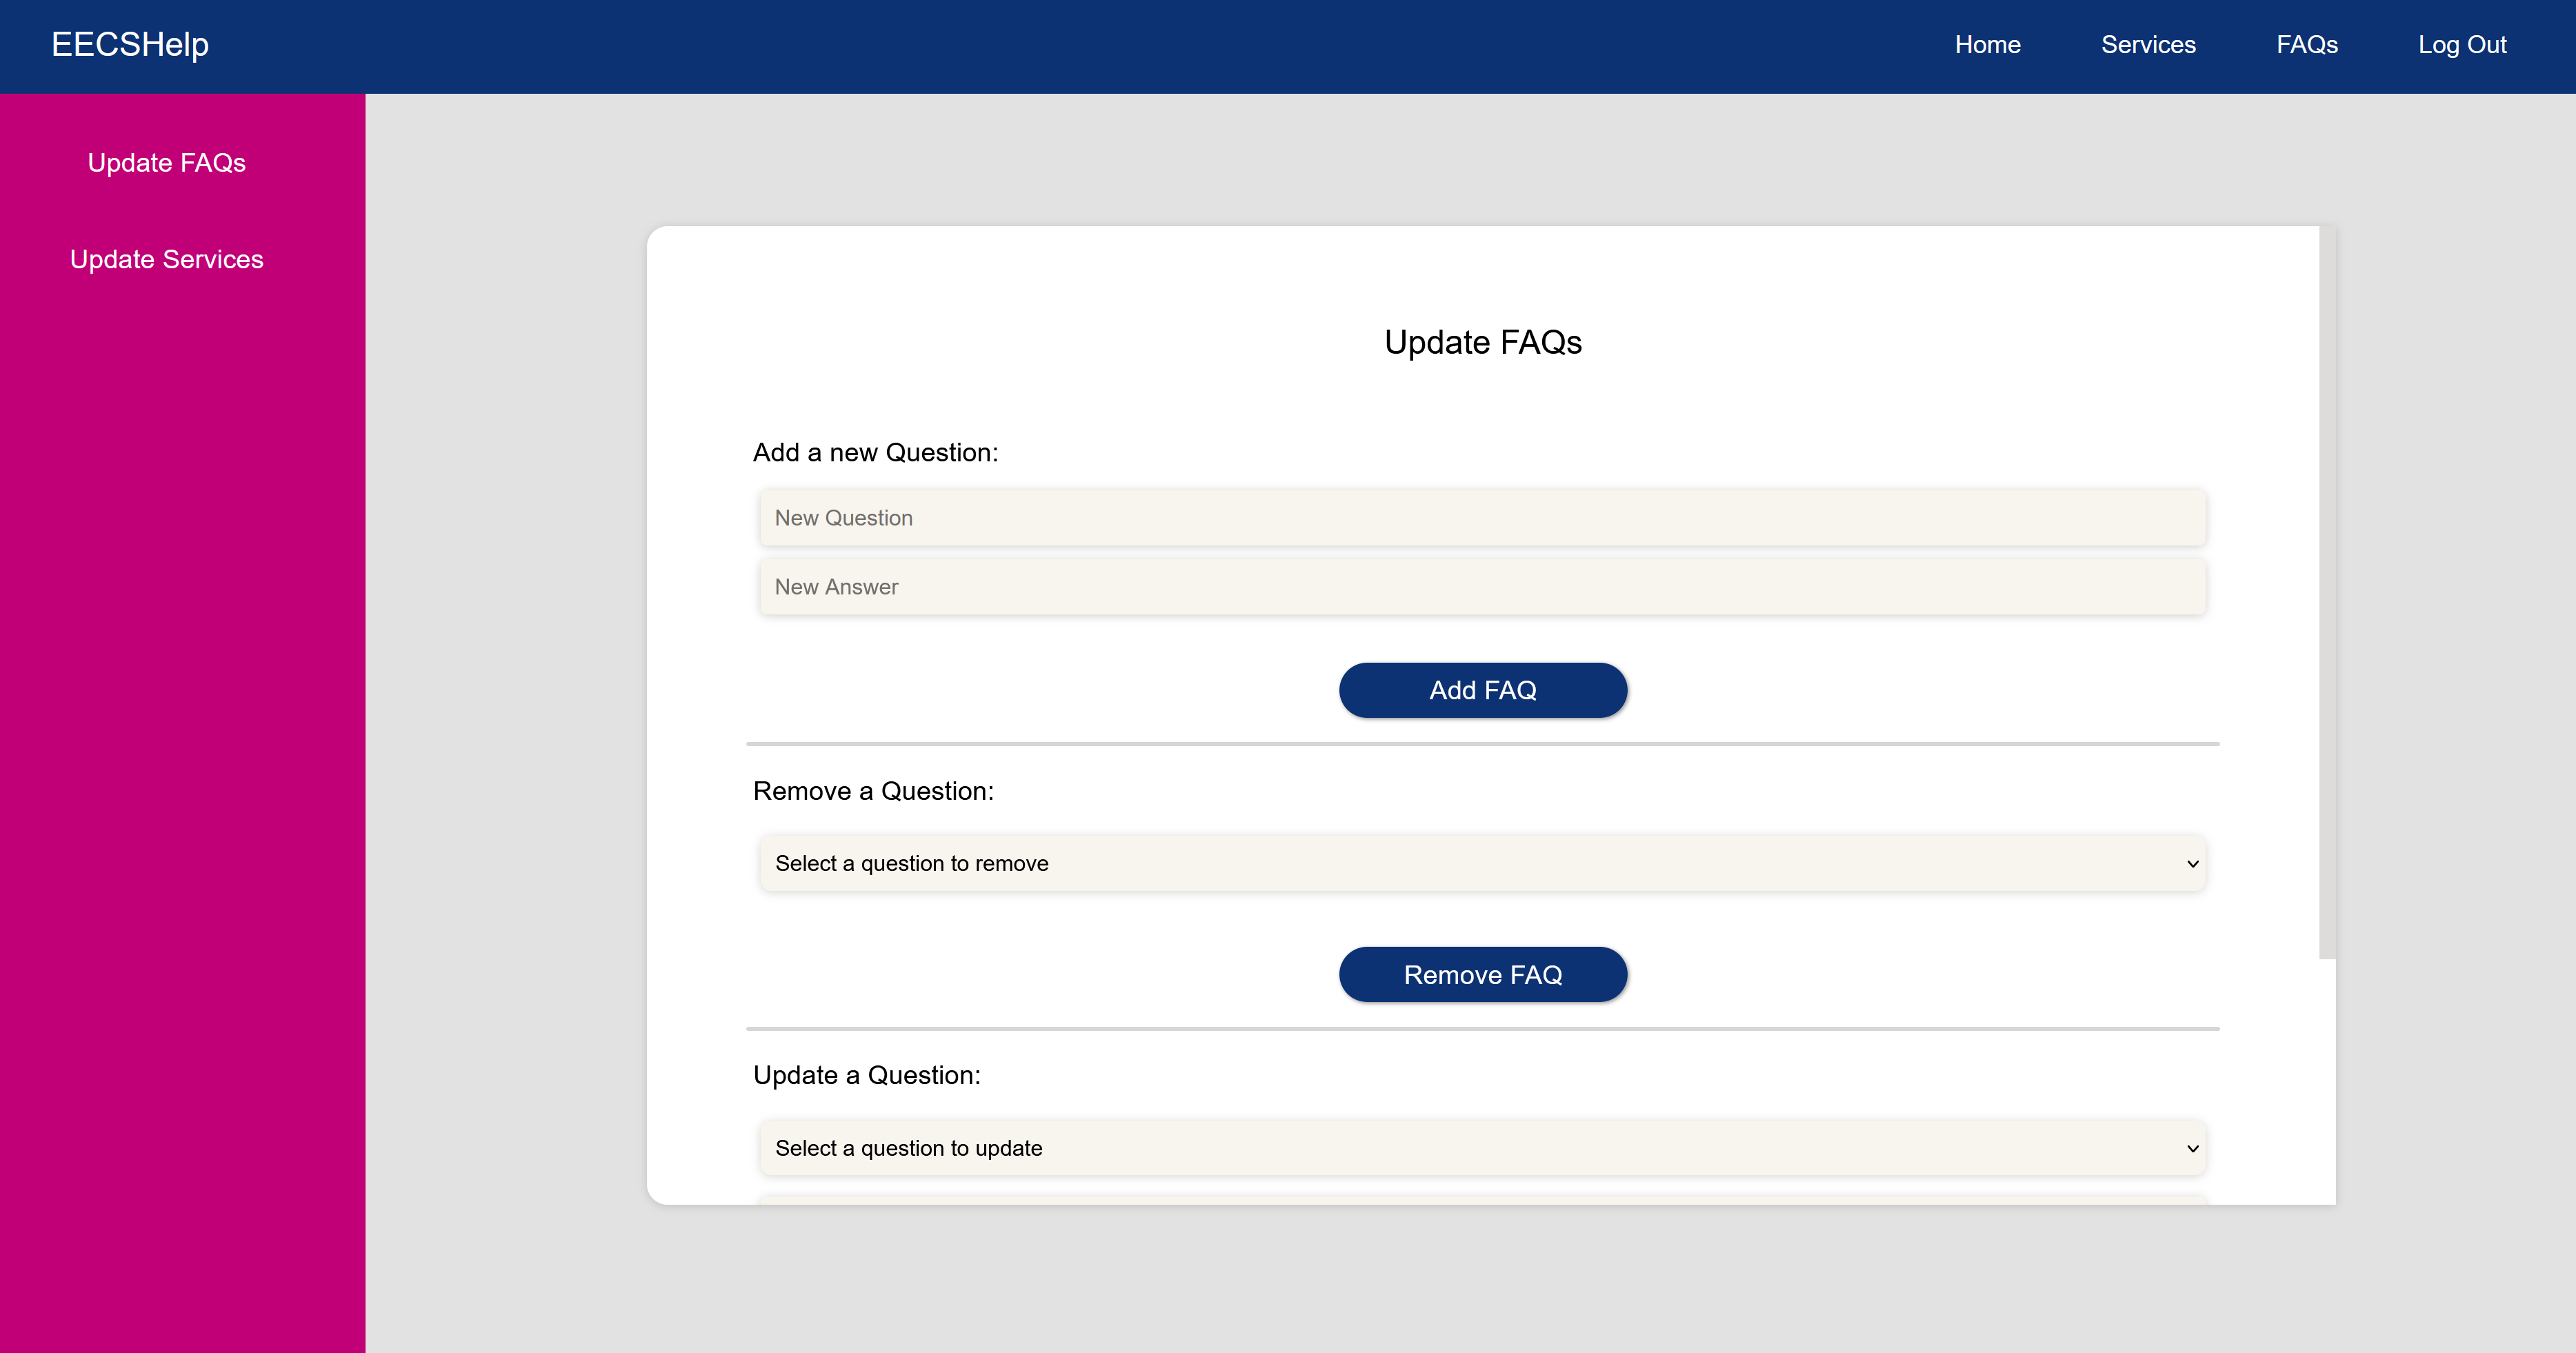 EECSHelp
Home Services FAQs Log Out
Update FAQs
Update Services
Update FAQs
Add a new Question:
New Question
New Answer
Add FAQ
Remove a Question:
Select a question to remove
Remove FAQ
Update a Question:
Select a question to update